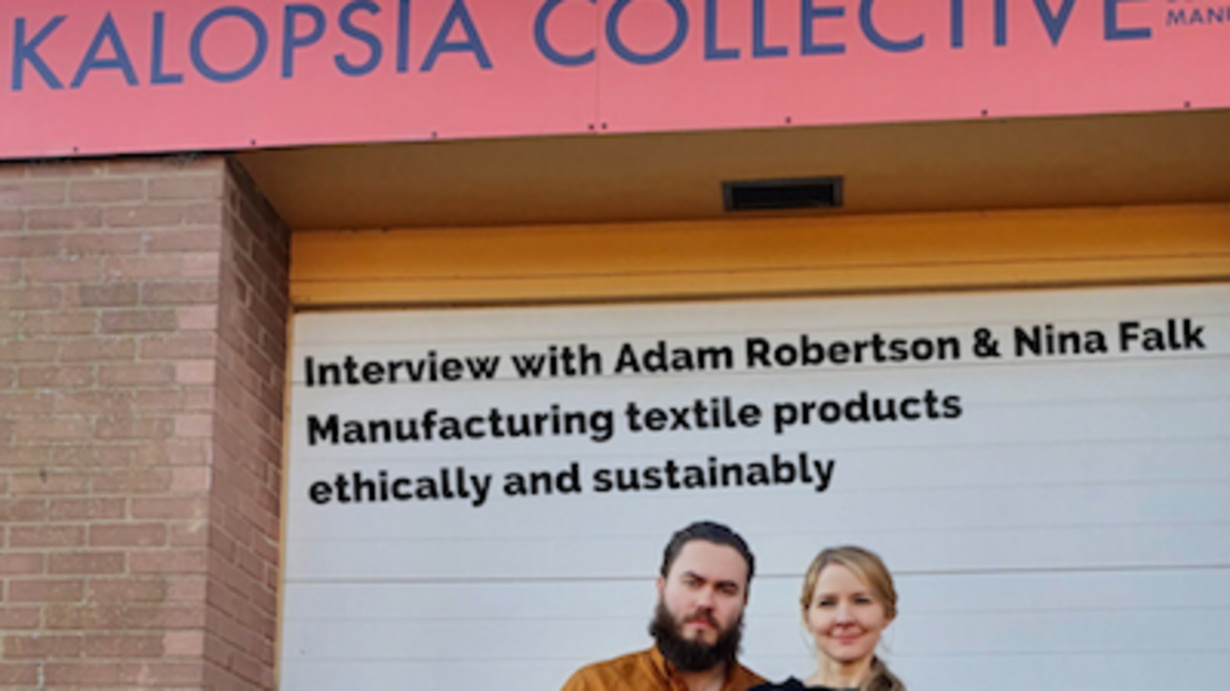 KALOPSIA COLLECTIVE
Interview with Adam Robertson & Nina Falk
Manufacturing textile products
ethically and sustainably